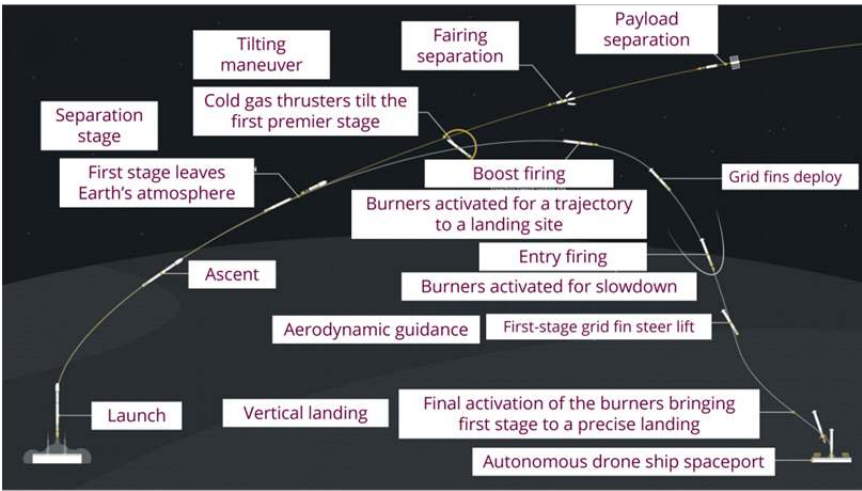 Tilting
maneuver
Fairing
separation
Payload
separation
Cold gas thrusters tilt the
first premier stage
Separation
stage
First stage leaves
Earth's atmosphere
Boost firing
Grid fins deploy
Burners activated for a trajectory
to a landing site
Entry firing
Ascent
Burners activated for slowdown
Aerodynamic guidance
First-stage grid fin steer lift
Launch
Vertical landing
Final activation of the burners bringing
first stage to a precise landing
Autonomous drone ship spaceport